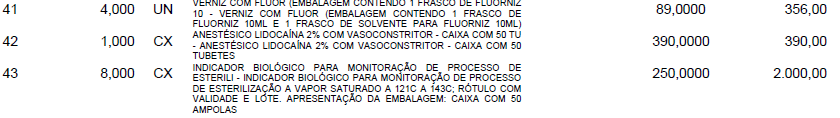 VERNIZ COM FLUOR (EMBALAGEM CONTENDO 1 FRASCO DE FLUORNIZ
41 4,000 UN 10 - VERNIZ COM FLUOR (EMBALAGEM CONTENDO 1 FRASCO DE 89,0000 356,00
FLUORNIZ 10ML E 1 FRASCO DE SOLVENTE PARA FLUORNIZ 10ML)
ANESTÉSICO LIDOCAÍNA 2% COM VASOCONSTRITOR - CAIXA COM 50 TU
42 1,000 CX - ANESTÉSICO LIDOCAÍNA 2% COM VASOCONSTRITOR - CAIXA COM 50 390,0000 390,00
TUBETES
INDICADOR BIOLÓGICO PARA MONITORAÇÃO DE PROCESSO DE
43 8,000 CX ESTERILI - INDICADOR BIOLÓGICO PARA MONITORAÇÃO DE PROCESSO 250,0000 2.000,00
DE ESTERILIZAÇÃO A VAPOR SATURADO A 121C A 143C; RÓTULO COM
VALIDADE E LOTE. APRESENTAÇÃO DA EMBALAGEM: CAIXA COM 50
AMPOLAS